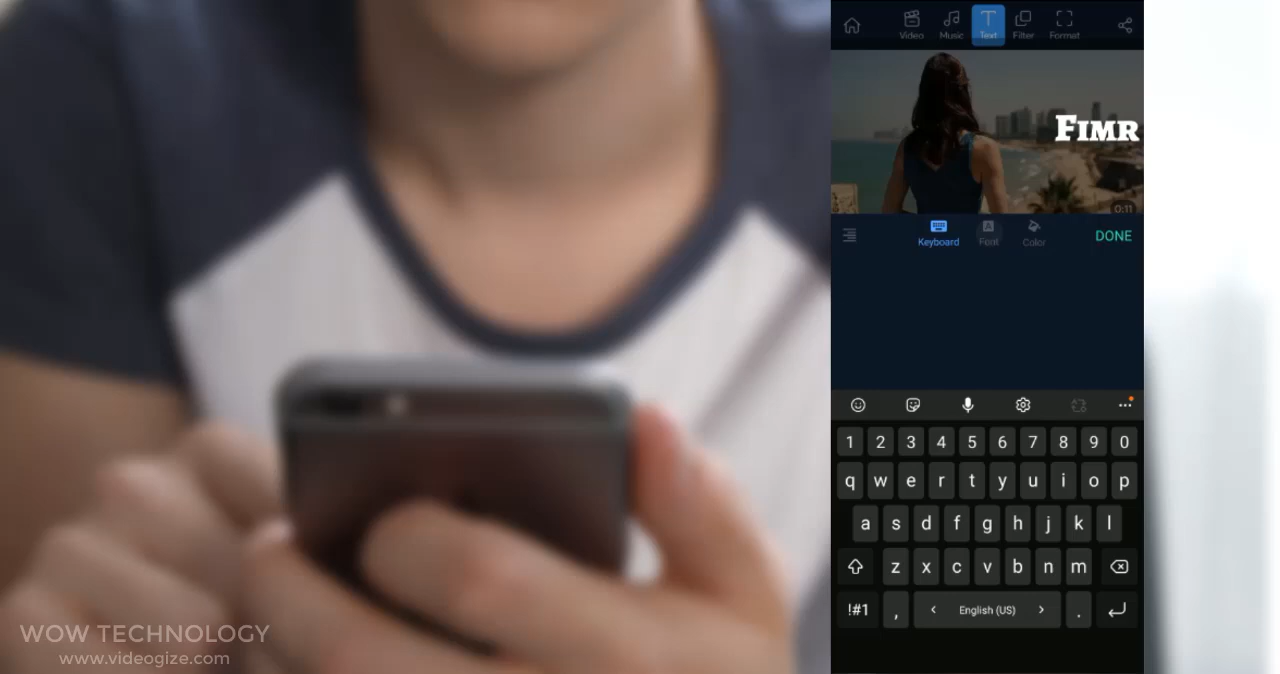 Video Music Text Filter Format
FIMR
0:11
Keyboard Font Color DONE
1 2 3 4 5 6 7 8 9 0
q w e r t y u i o p
a s d f g h j k l
z x c v b n m
!#1 , < English (US) > .
WOW TECHNOLOGY
www.videogize.com